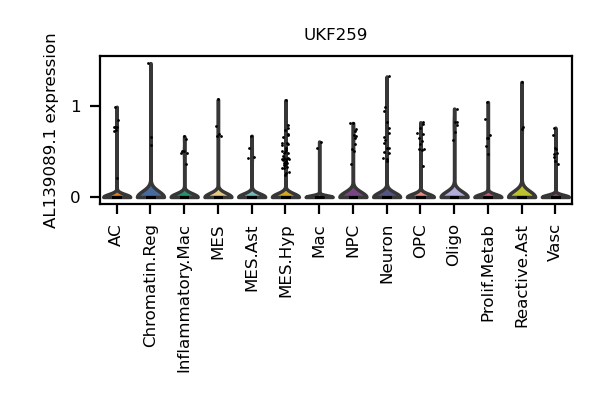 UKF259
AL139089.1 expression
1
0
AC
Chromatin.Reg
Inflammatory.Mac
MES
MES.Ast
MES.Hyp
Mac
NPC
Neuron
OPC
Oligo
Prolif.Metab
Reactive.Ast
Vasc